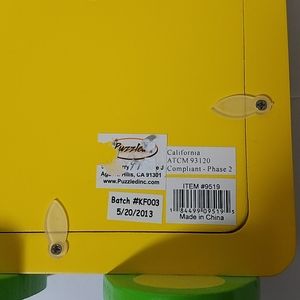 Puzzled
Hills, CA 91301
www.Puzzledinc.com
California
ATCM 93120
Compliant - Phase 2
Batch #KF003
5/20/2013
ITEM #9519
Made in China